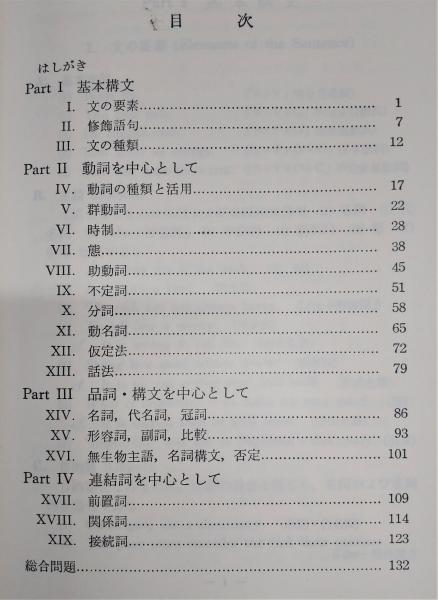 目　次
はしがき
Part I 基本構文
I. 文の要素 1
II. 修飾語句 7
III. 文の種類 12
Part II 動詞を中心として
IV. 動詞の種類と活用 17
V. 群動詞 22
VI. 時制 28
VII. 態 38
VIII. 助動詞 45
IX. 不定詞 51
X. 分詞 58
XI. 動名詞 65
XII. 仮定法 72
XIII. 話法 79
Part III 品詞・構文を中心として
XIV. 名詞，代名詞，冠詞 86
XV. 形容詞，副詞，比較 93
XVI. 無生物主語，名詞構文，否定 101
Part IV 連結詞を中心として
XVII. 前置詞 109
XVIII. 関係詞 114
XIX. 接続詞 123
総合問題 132
— i —